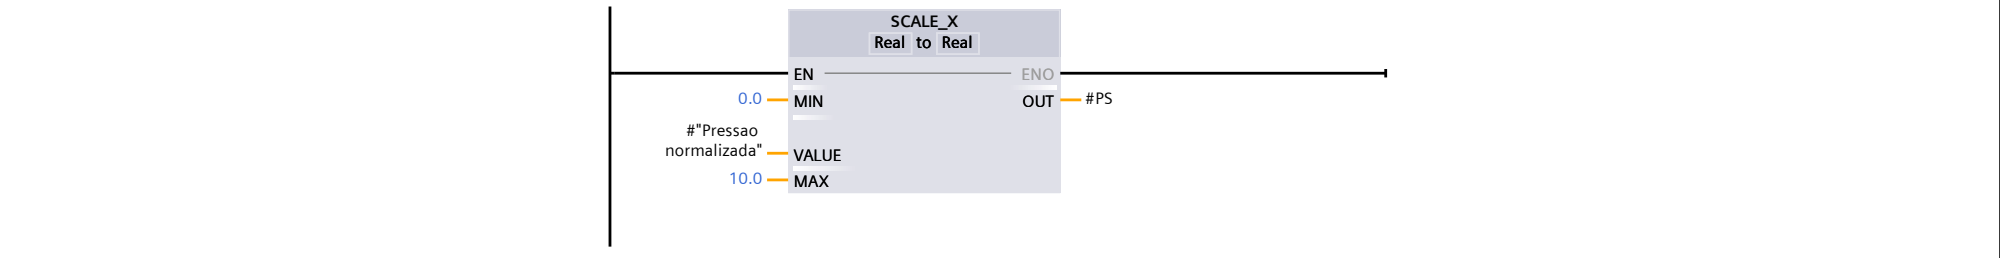 SCALE_X
Real to Real
EN ENO
0.0 MIN OUT #PS
#"Pressao
normalizada" VALUE
10.0 MAX